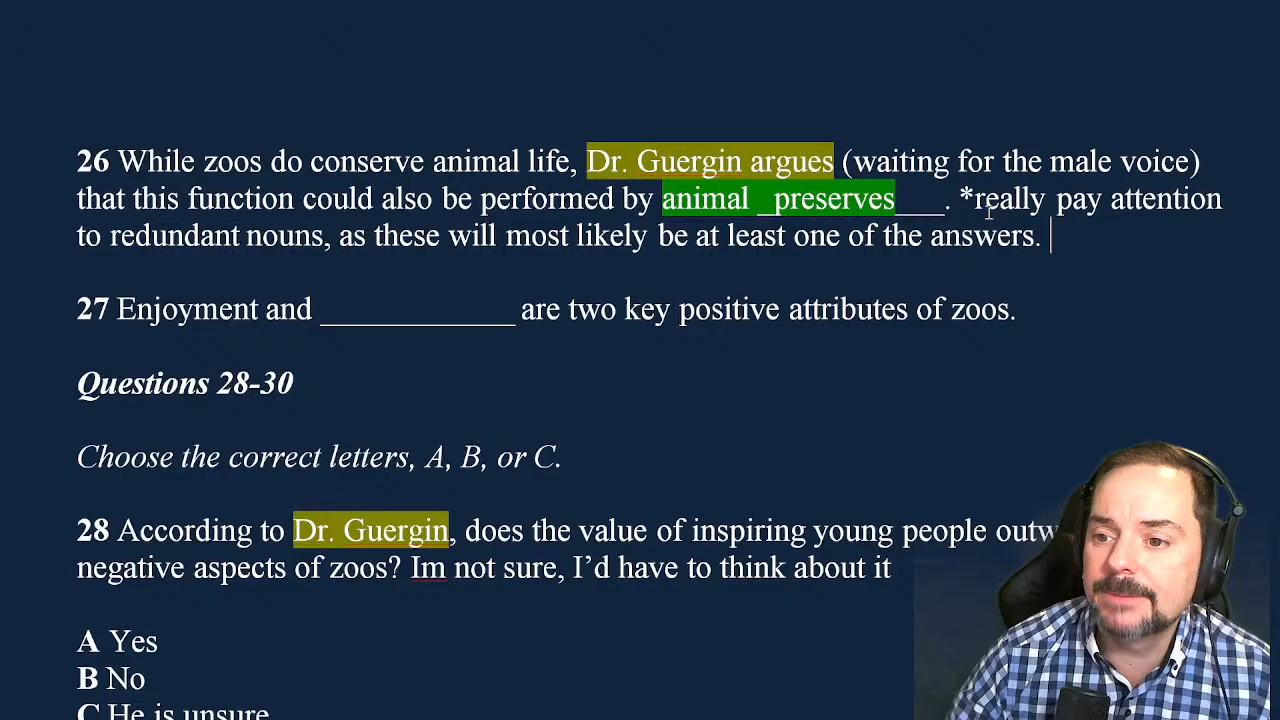 26 While zoos do conserve animal life, Dr. Guergin argues (waiting for the male voice)
that this function could also be performed by animal _preserves___. *really pay attention
to redundant nouns, as these will most likely be at least one of the answers.
27 Enjoyment and _____________ are two key positive attributes of zoos.
Questions 28-30
Choose the correct letters, A, B, or C.
28 According to Dr. Guergin, does the value of inspiring young people
negative aspects of zoos? Im not sure, I’d have to think about it
A Yes
B No
C He is unsure